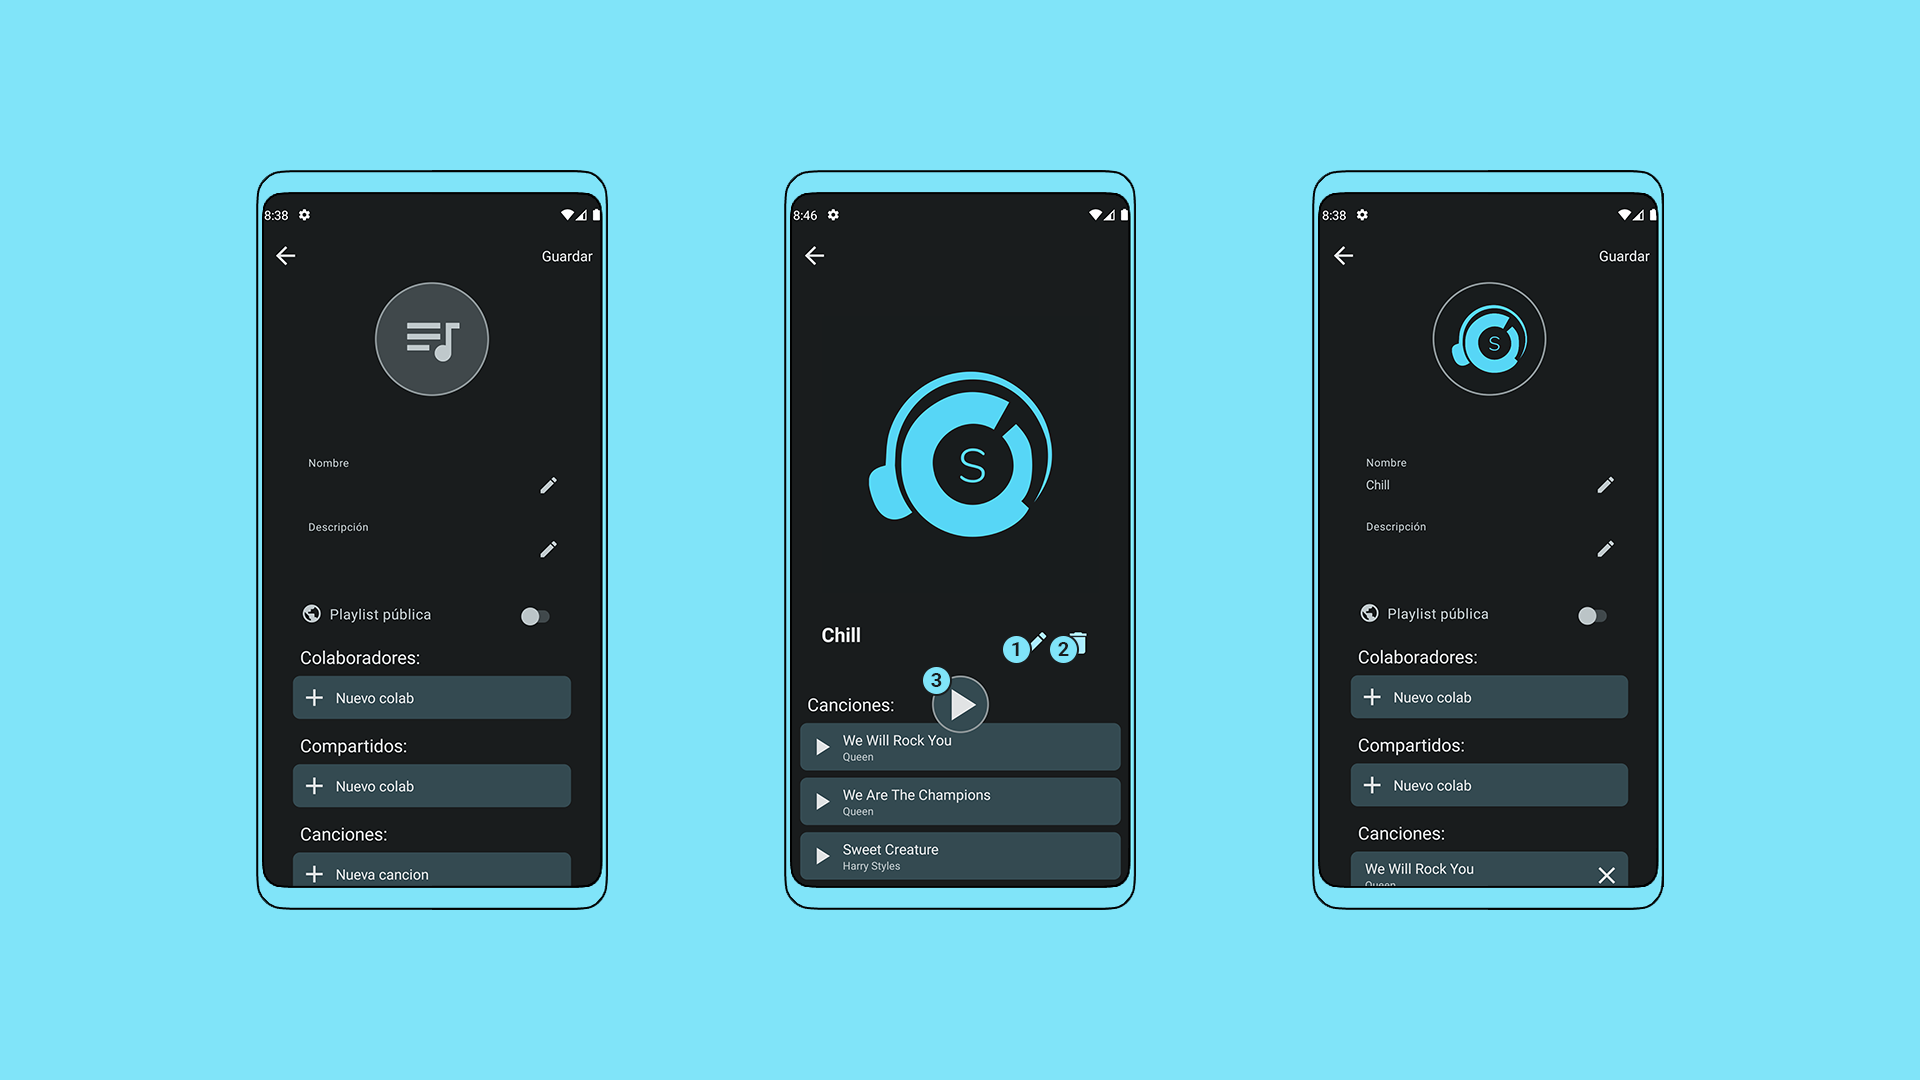 8:38
Guardar
Nombre
Descripción
Playlist pública
Colaboradores:
Nuevo colab
Compartidos:
Nuevo colab
Canciones:
Nueva cancion
8:46
S
Chill
1
2
3
Canciones:
We Will Rock You
Queen
We Are The Champions
Queen
Sweet Creature
Harry Styles
8:38
Guardar
S
Nombre
Chill
Descripción
Playlist pública
Colaboradores:
Nuevo colab
Compartidos:
Nuevo colab
Canciones:
We Will Rock You
Queen